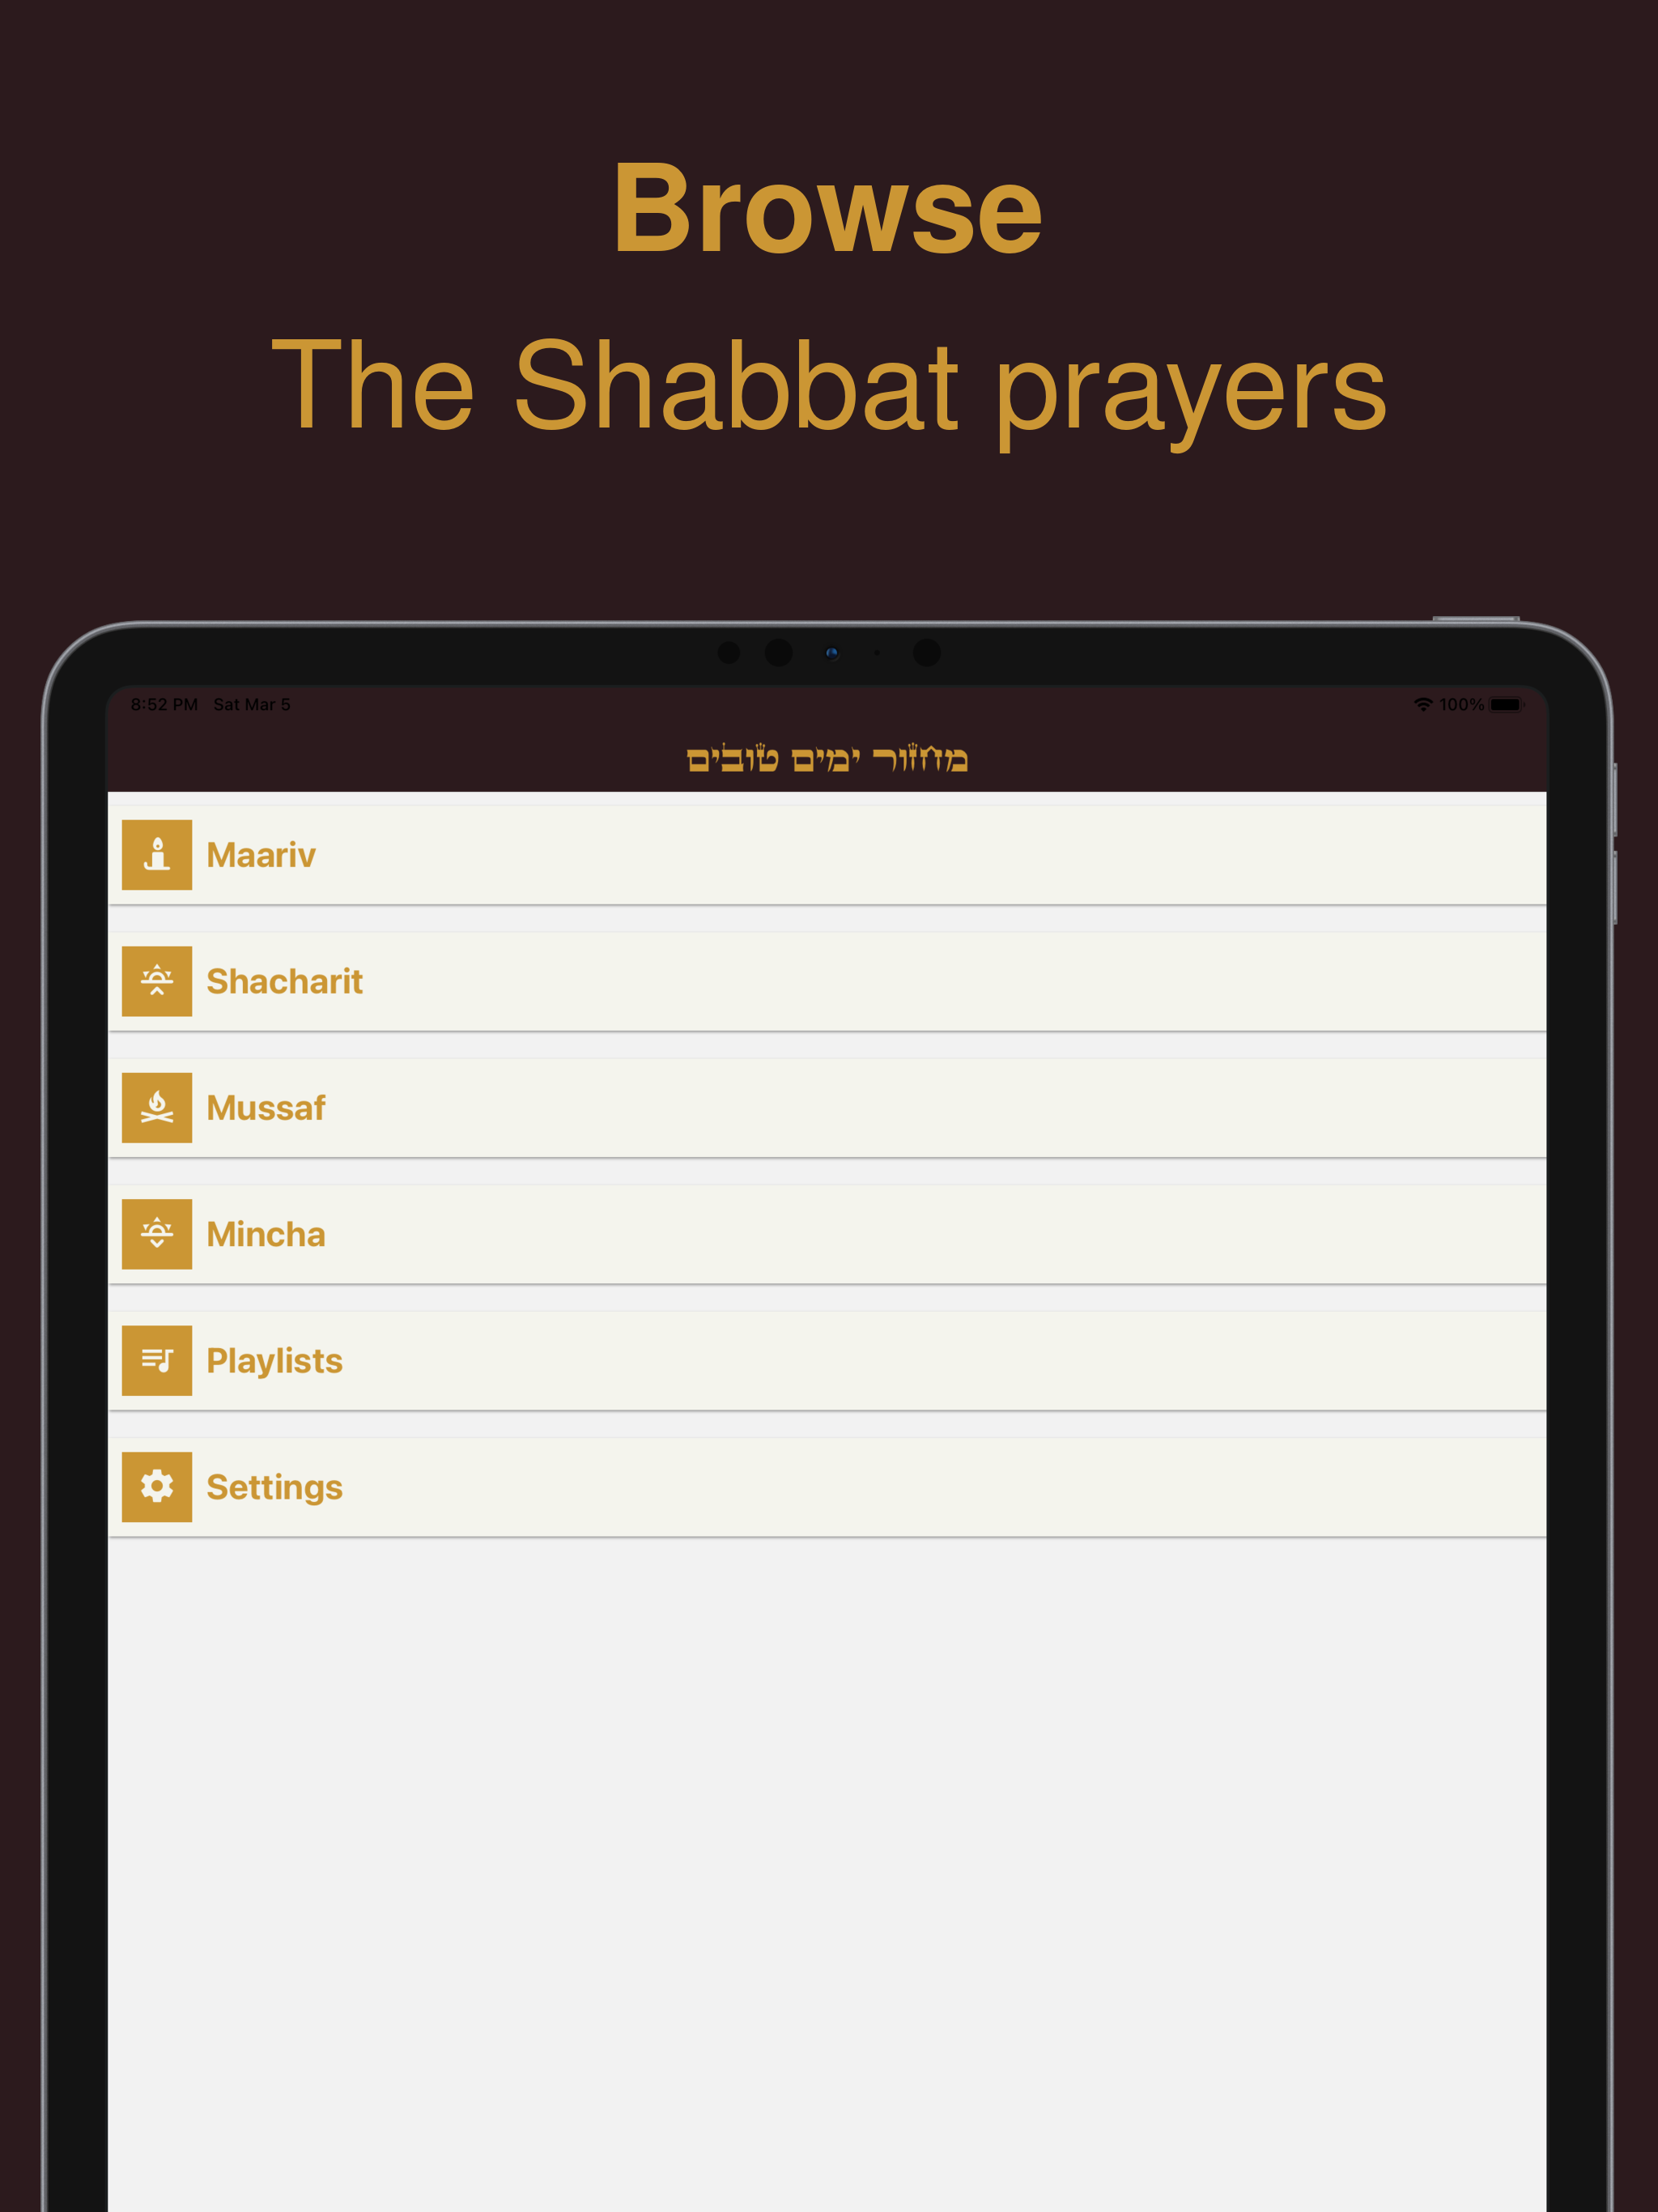 Browse
The Shabbat prayers
8:52 PM Sat Mar 5
100%
מחזור ימים טובים
Maariv
Shacharit
Mussaf
Mincha
Playlists
Settings